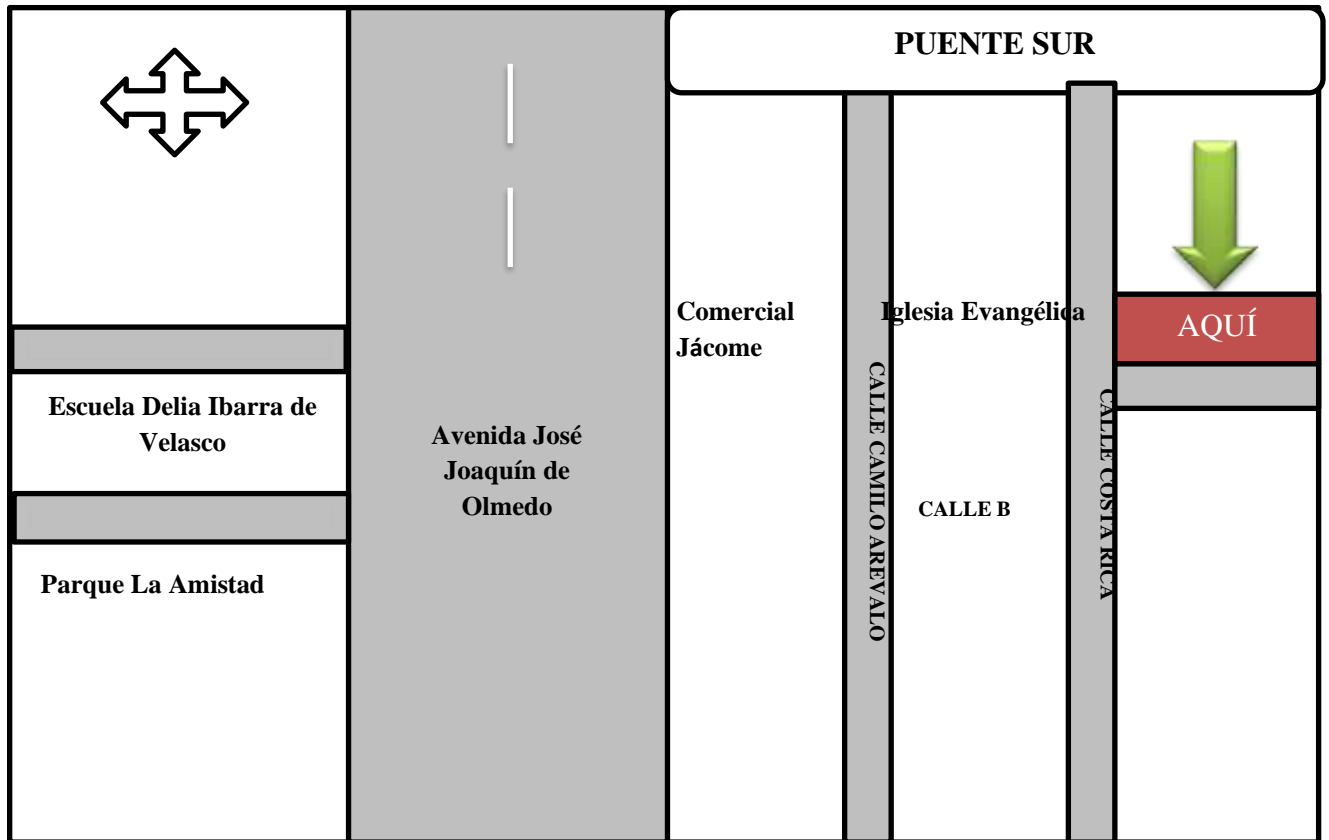 PUENTE SUR
Comercial
Jácome
Iglesia Evangélica
AQUÍ
Escuela Delia Ibarra de
Velasco
Avenida José
Joaquín de
Olmedo
CALLE CAMILO AREVALO
CALLE B
CALLE COSTA RICA
Parque La Amistad